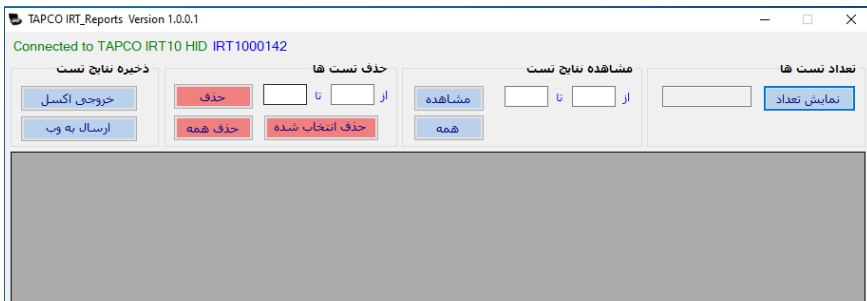 TAPCO IRT_Reports Version 1.0.0.1
Connected to TAPCO IRT10 HID IRT1000142
تعداد تست ها
نمایش تعداد
مشاهده نتایج تست
از تا مشاهده
همه
حذف تست ها
از تا حذف
حذف انتخاب شده حذف همه
ذخیره نتایج تست
خروجی اکسل
ارسال به وب